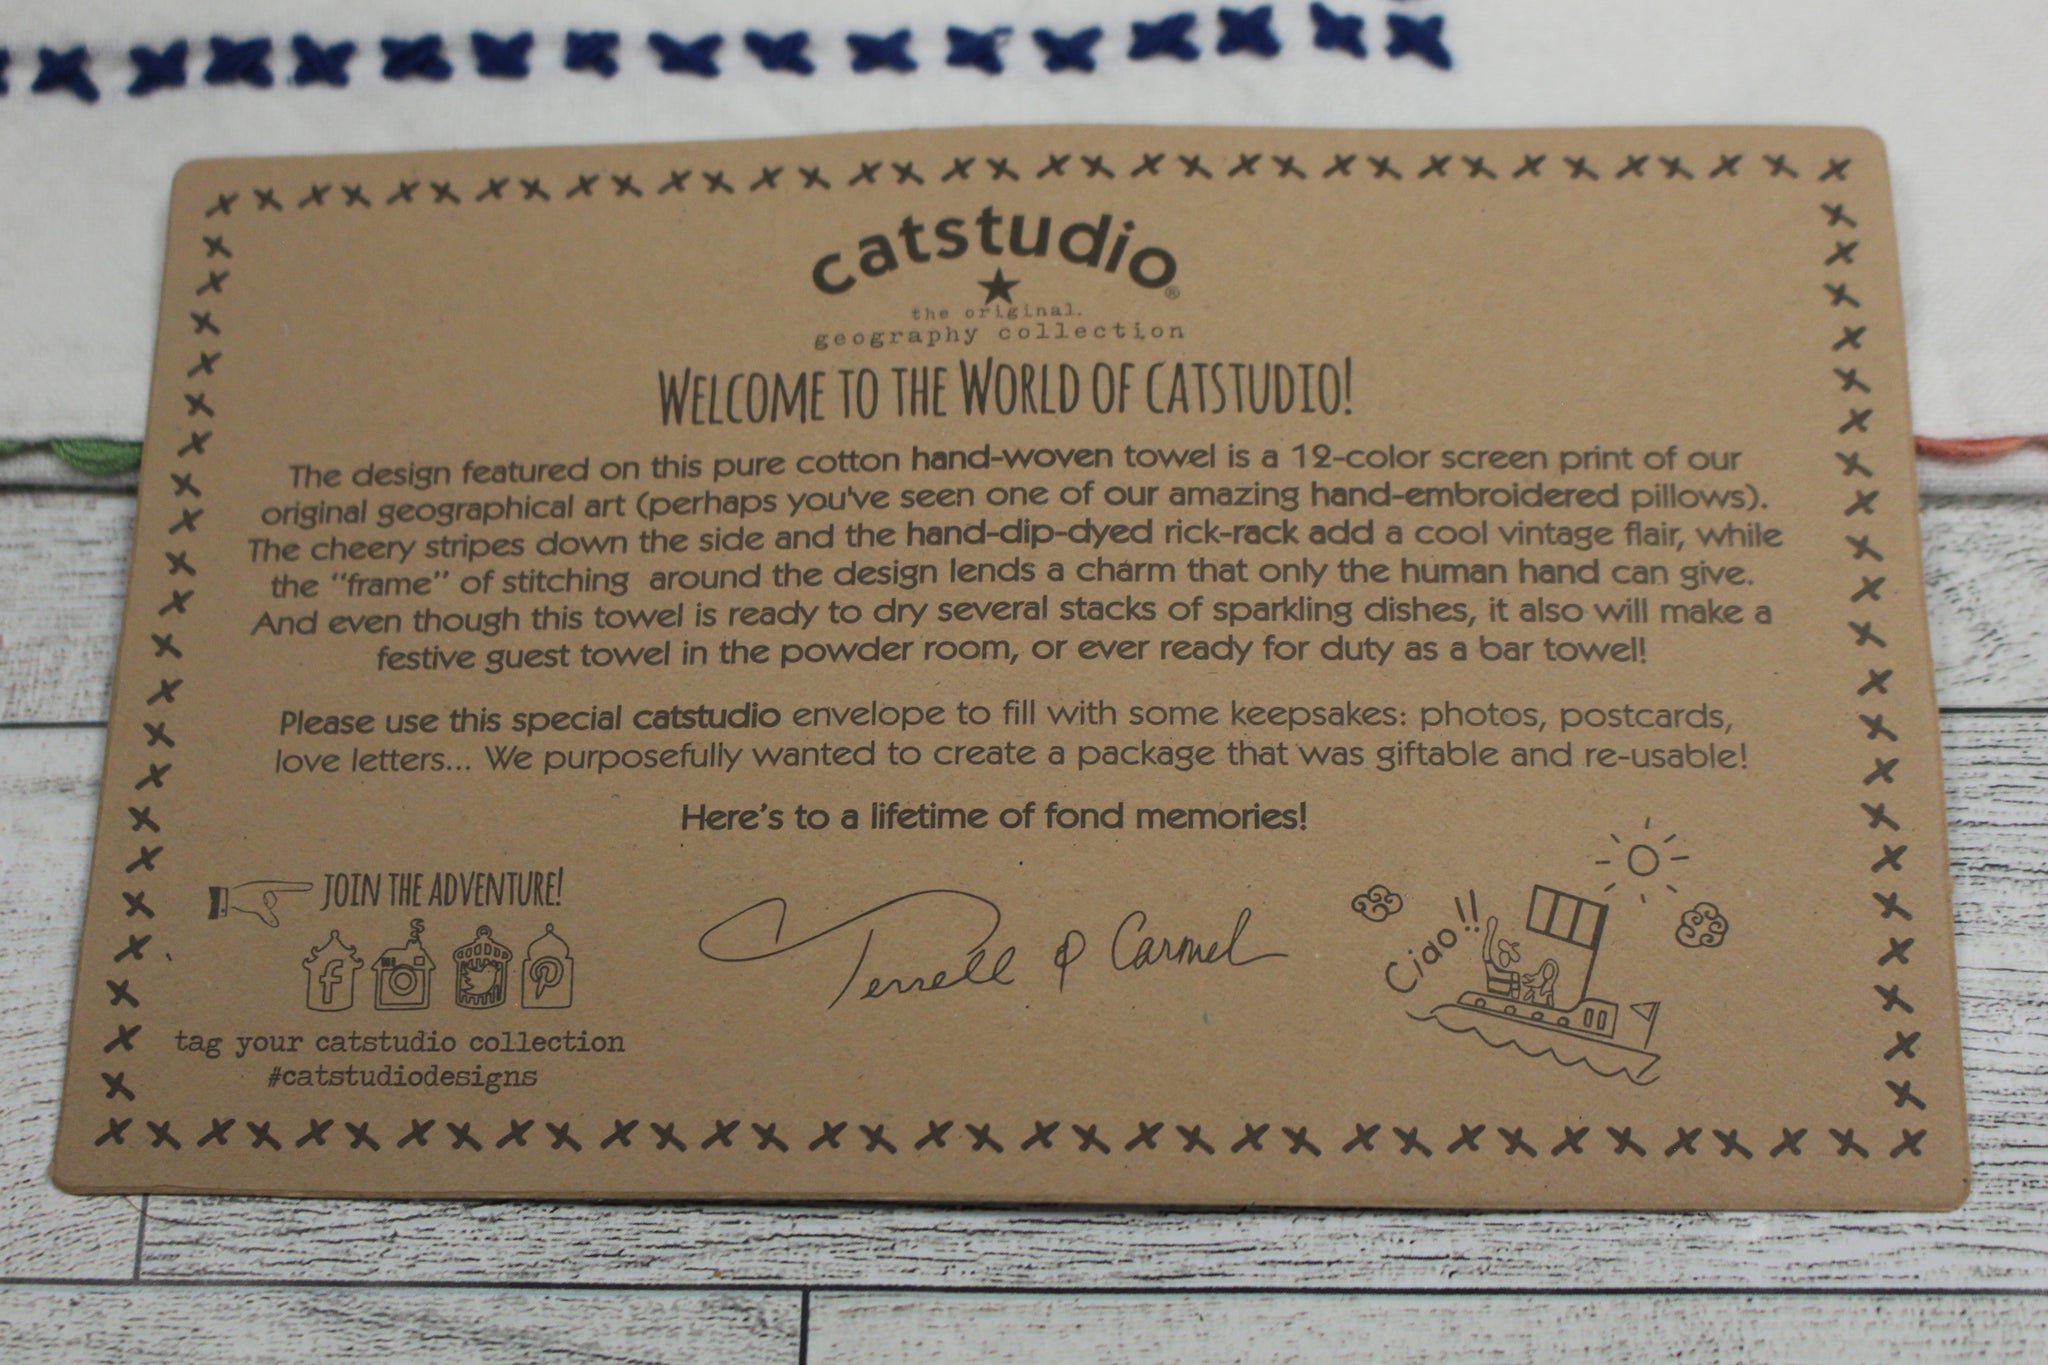 catstudio®
the original.
geography collection
WELCOME TO THE WORLD OF CATSTUDIO!
The design featured on this pure cotton hand-woven towel is a 12-color screen print of our
original geographical art (perhaps you've seen one of our amazing hand-embroidered pillows).
The cheery stripes down the side and the hand-dip-dyed rick-rack add a cool vintage flair, while
the "frame" of stitching around the design lends a charm that only the human hand can give.
And even though this towel is ready to dry several stacks of sparkling dishes, it also will make a
festive guest towel in the powder room, or ever ready for duty as a bar towel!
Please use this special catstudio envelope to fill with some keepsakes: photos, postcards,
love letters... We purposefully wanted to create a package that was giftable and re-usable!
Here's to a lifetime of fond memories!
JOIN THE ADVENTURE!
tag your catstudio collection
#catstudiodesigns
Terrell & Carmel
Ciao!!